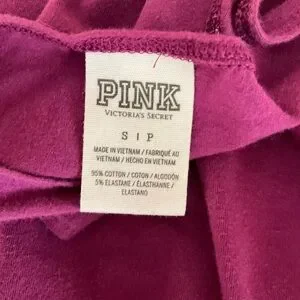 PINK
VICTORIA'S SECRET
S | P
MADE IN VIETNAM / FABRIQUÉ AU
VIETNAM / HECHO EN VIETNAM
95% COTTON / COTON / ALGODÓN
5% ELASTANE / ÉLASTHANNE /
ELASTANO